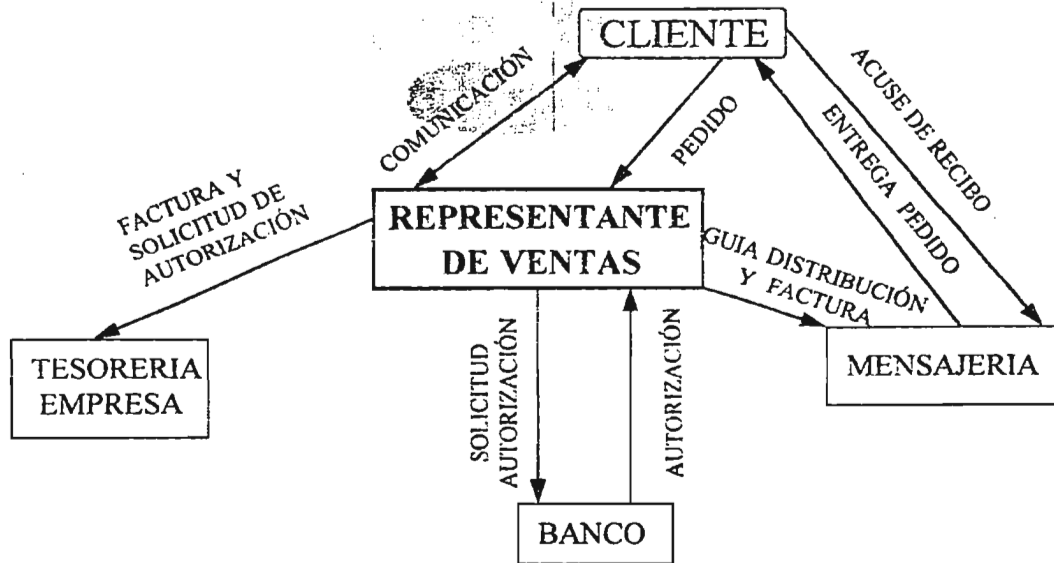 CLIENTE
COMUNICACIÓN
PEDIDO
ACUSE DE RECIBO
ENTREGA PEDIDO
FACTURA Y
SOLICITUD DE
AUTORIZACIÓN
REPRESENTANTE
DE VENTAS
GUIA DISTRIBUCIÓN
Y FACTURA
TESORERIA
EMPRESA
SOLICITUD
AUTORIZACIÓN
AUTORIZACIÓN
MENSAJERIA
BANCO